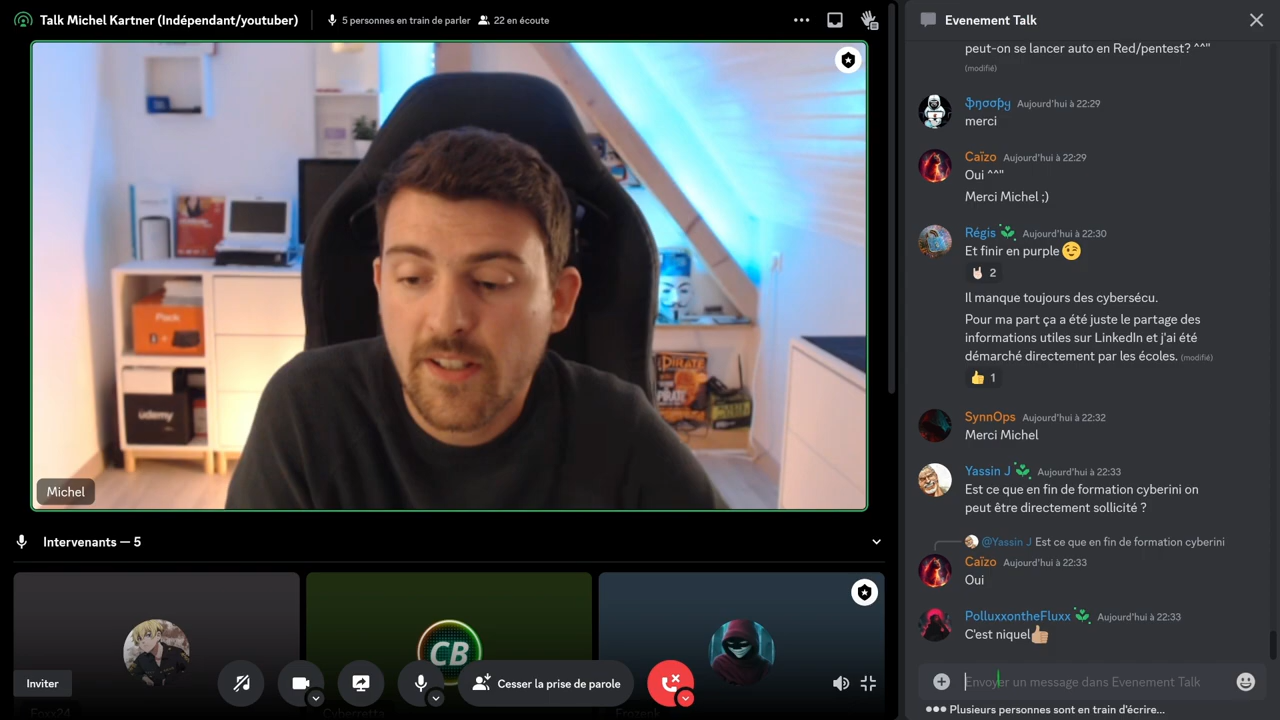 Talk Michel Kartner (Indépendant/youtuber)
5 personnes en train de parler
22 en écoute
Pack
udemy
PIRATE
PIRATE
Michel
Intervenants — 5
CB
Inviter
Cesser la prise de parole
Evenement Talk
peut-on se lancer auto en Red/pentest? ^^"
(modifié)
Aujourd'hui à 22:29
merci
Caïzo Aujourd'hui à 22:29
Oui ^^"
Merci Michel ;)
Régis Aujourd'hui à 22:30
Et finir en purple 😉
🤘🏻 2
Il manque toujours des cybersécu.
Pour ma part ça a été juste le partage des
informations utiles sur LinkedIn et j'ai été
démarché directement par les écoles. (modifié)
👍 1
SynnOps Aujourd'hui à 22:32
Merci Michel
Yassin J Aujourd'hui à 22:33
Est ce que en fin de formation cyberini on
peut être directement sollicité ?
@Yassin J Est ce que en fin de formation cyberini
Caïzo Aujourd'hui à 22:33
Oui
PolluxxontheFluxx Aujourd'hui à 22:33
C'est niquel👍🏼
Envoyer un message dans Evenement Talk
Plusieurs personnes sont en train d'écrire...